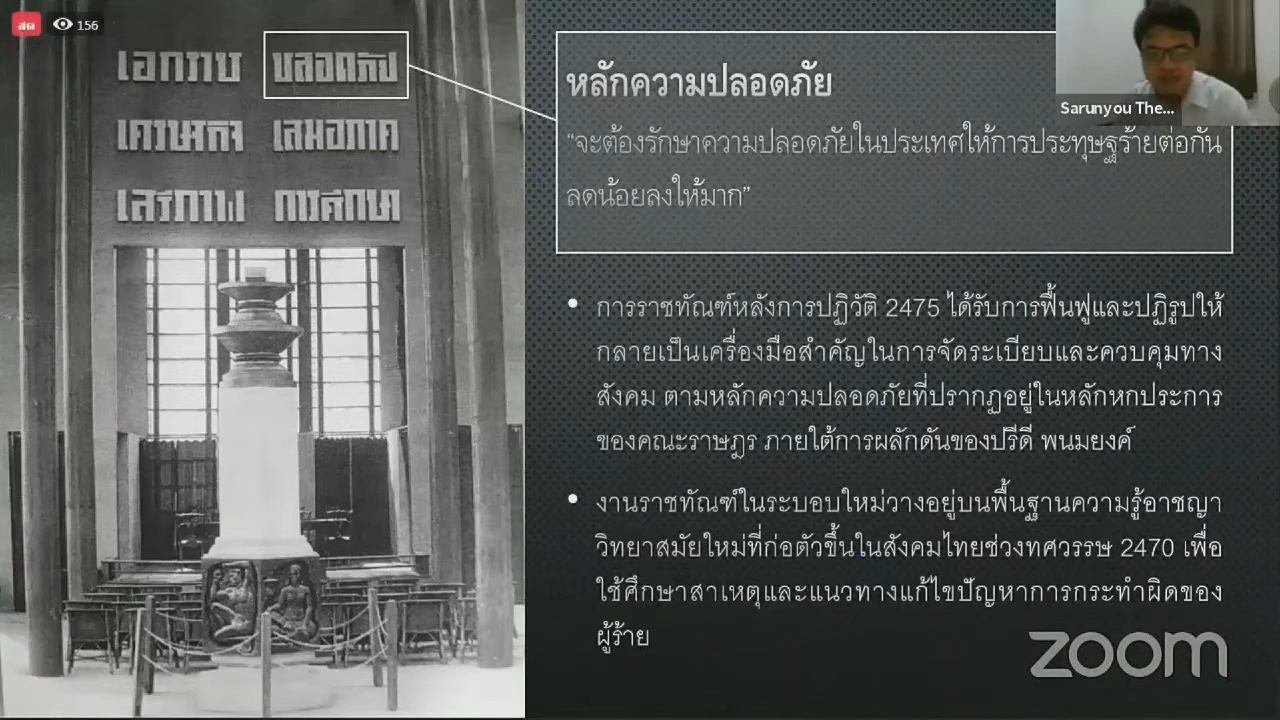 สด 156
เอกราช ปลอดภัย
เศรษฐกิจ เสมอภาค
เสรีภาพ การศึกษา
หลักความปลอดภัย
“จะต้องรักษาความปลอดภัยในประเทศให้การประทุษฐร้ายต่อกัน
ลดน้อยลงให้มาก”
Sarunyou The...
• การราชทัณฑ์หลังการปฏิวัติ 2475 ได้รับการฟื้นฟูและปฏิรูปให้
กลายเป็นเครื่องมือสำคัญในการจัดระเบียบและควบคุมทาง
สังคม ตามหลักความปลอดภัยที่ปรากฏอยู่ในหลักหกประการ
ของคณะราษฎร ภายใต้การผลักดันของปรีดี พนมยงค์
• งานราชทัณฑ์ในระบอบใหม่วางอยู่บนพื้นฐานความรู้อาชญา
วิทยาสมัยใหม่ที่ก่อตัวขึ้นในสังคมไทยช่วงทศวรรษ 2470 เพื่อ
ใช้ศึกษาสาเหตุและแนวทางแก้ไขปัญหาการกระทำผิดของ
ผู้ร้าย
zoom